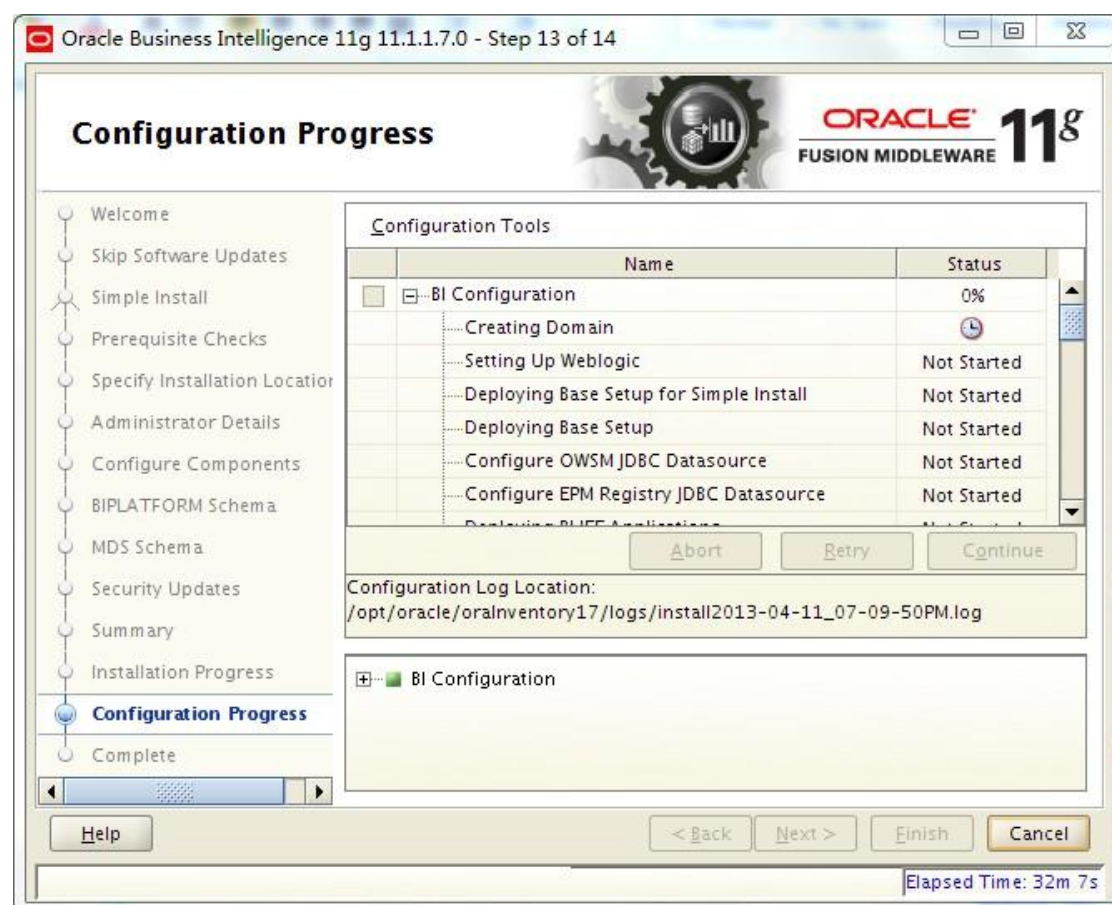 Oracle Business Intelligence 11g 11.1.1.7.0 - Step 13 of 14
Configuration Progress
ORACLE
FUSION MIDDLEWARE
11g
Welcome
Skip Software Updates
Simple Install
Prerequisite Checks
Specify Installation
Administrator Details
Configure Components
BIPLATFORM Schema
MDS Schema
Security Updates
Summary
Installation Progress
Configuration Progress
Complete
Configuration Tools
Name Status
BI Configuration 0%
Creating Domain
Setting Up Weblogic Not Started
Deploying Base Setup for Simple Install Not Started
Deploying Base Setup Not Started
Configure OWSM JDBC Datasource Not Started
Configure EPM Registry JDBC Datasource Not Started
Abort Retry Continue
Configuration Log Location:
/opt/oracle/oraInventory17/logs/install2013-04-11_07-09-50PM.log
BI Configuration
Help < Back Next > Finish Cancel
Elapsed Time: 32m 7s